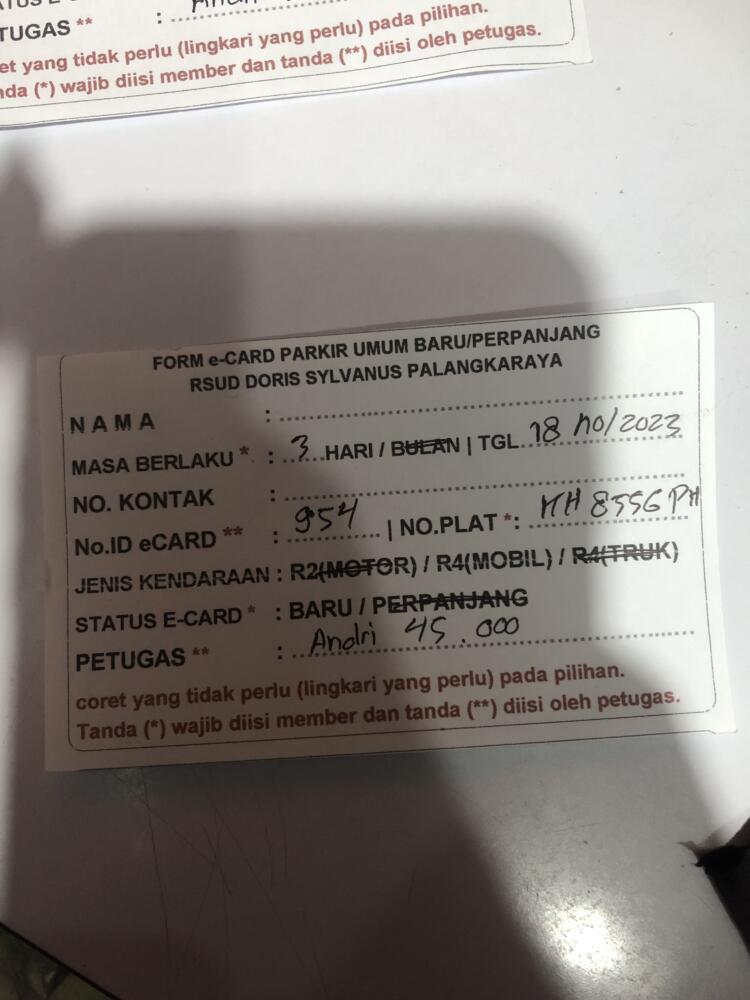 TUGAS ** :
et yang tidak perlu (lingkari yang perlu) pada pilihan.
nda (*) wajib diisi member dan tanda (**) diisi oleh petugas.
FORM e-CARD PARKIR UMUM BARU/PERPANJANG
RSUD DORIS SYLVANUS PALANGKARAYA
NAMA :
MASA BERLAKU * : 3 HARI / BULAN | TGL 18 /2023
NO. KONTAK :
No.ID eCARD ** : 954 | NO.PLAT *: KH 8556 PH
JENIS KENDARAAN : R2(MOTOR) / R4(MOBIL) / R4(TRUK)
STATUS E-CARD * : BARU / PERPANJANG
PETUGAS ** : Andri 45.000
coret yang tidak perlu (lingkari yang perlu) pada pilihan.
Tanda (*) wajib diisi member dan tanda (**) diisi oleh petugas.